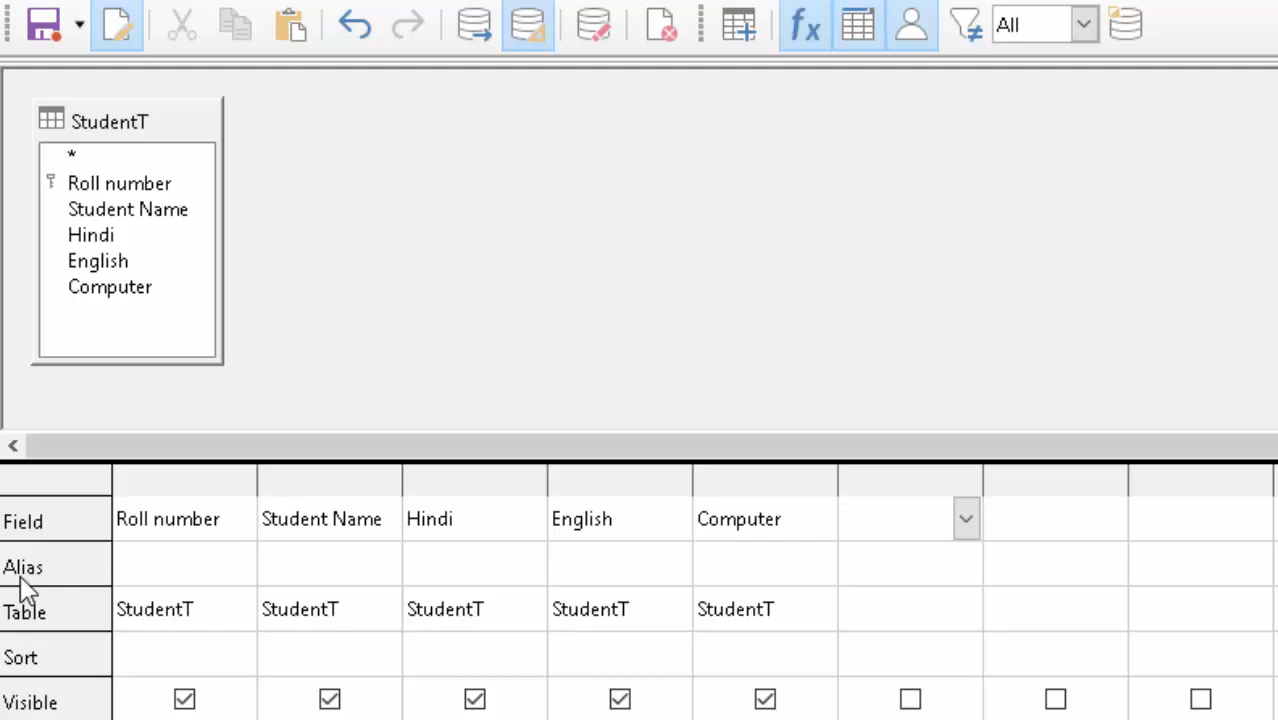 fx All
StudentT
*
Roll number
Student Name
Hindi
English
Computer
Field Roll number Student Name Hindi English Computer
Alias
Table StudentT StudentT StudentT StudentT StudentT
Sort
Visible